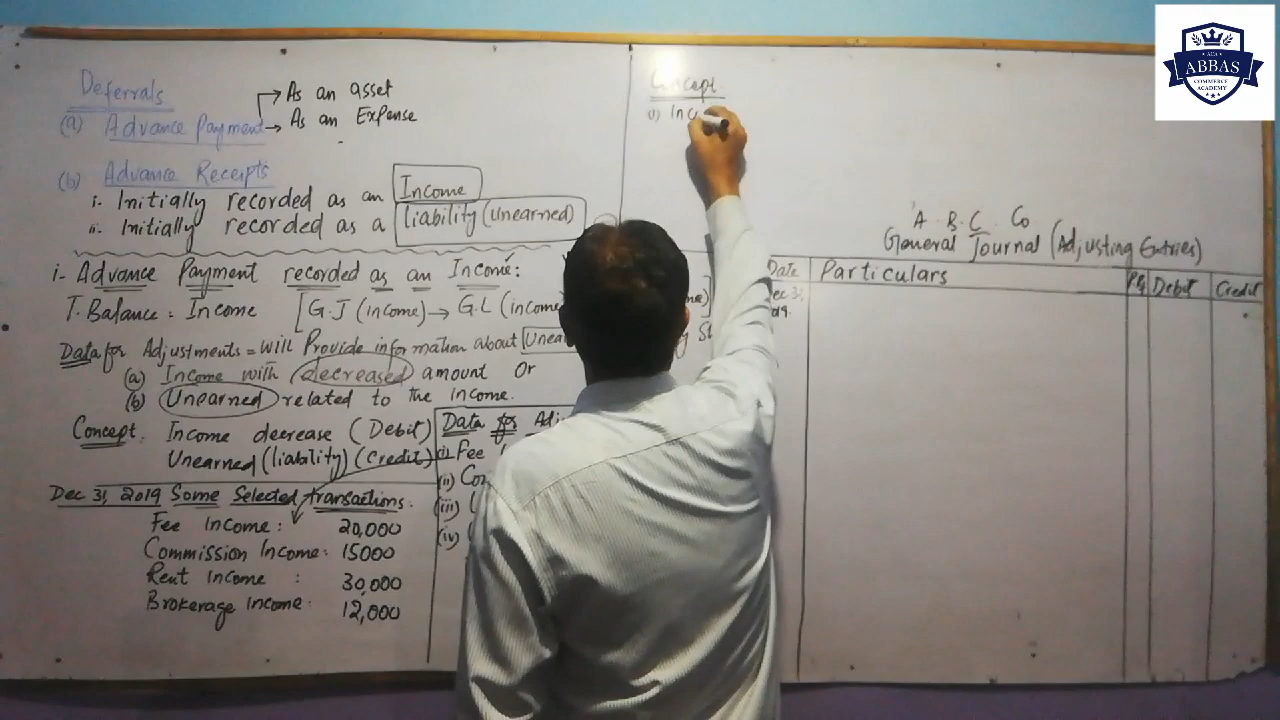 Deferrals
(a) Advance Payment
As an asset
As an Expense
(b) Advance Receipts
i. Initially recorded as an Income
ii. Initially recorded as a liability (Unearned)
i- Advance Payment recorded as an Income:
T. Balance = Income [G.J (income) → G.L (income
Data for Adjustments = will Provide information about Unea
(a) Income with decreased amount Or
(b) Unearned related to the income.
Concept: Income decrease (Debit)
Unearned (liability) (Credit)
Dec 31, 2019 Some Selected transactions.
Fee Income: 20,000
Commission Income: 15000
Rent Income : 30,000
Brokerage Income: 12,000
Data for Adj
(i) Fee
(ii) Co
(iii)
(iv)
Concept
(i) Inc
A.B.C. Co
General Journal (Adjusting Entries)
Date Particulars Debit Credit
Dec 31,
ACA
ABBAS
COMMERCE
ACADEMY